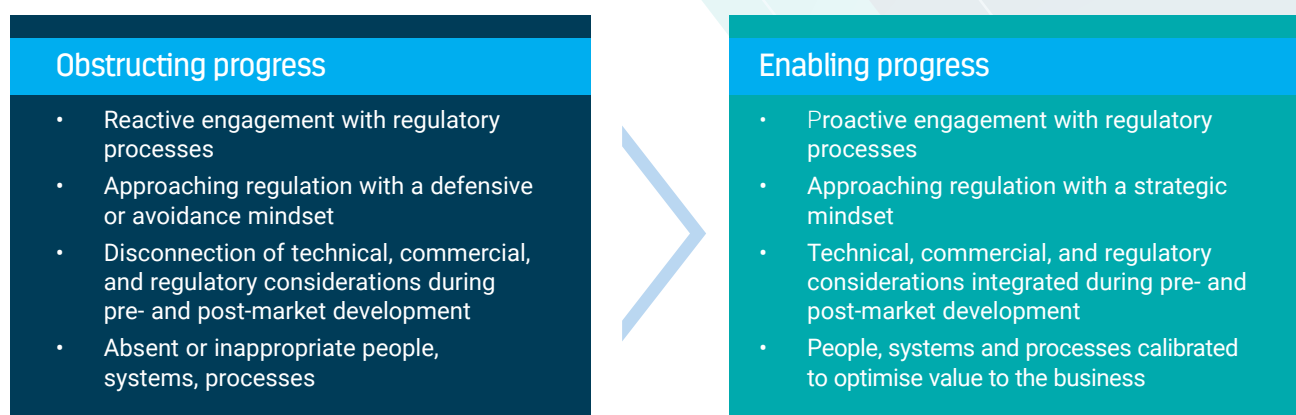 Obstructing progress
• Reactive engagement with regulatory
processes
• Approaching regulation with a defensive
or avoidance mindset
• Disconnection of technical, commercial,
and regulatory considerations during
pre- and post-market development
• Absent or inappropriate people,
systems, processes
Enabling progress
• Proactive engagement with regulatory
processes
• Approaching regulation with a strategic
mindset
• Technical, commercial, and regulatory
considerations integrated during pre- and
post-market development
• People, systems and processes calibrated
to optimise value to the business